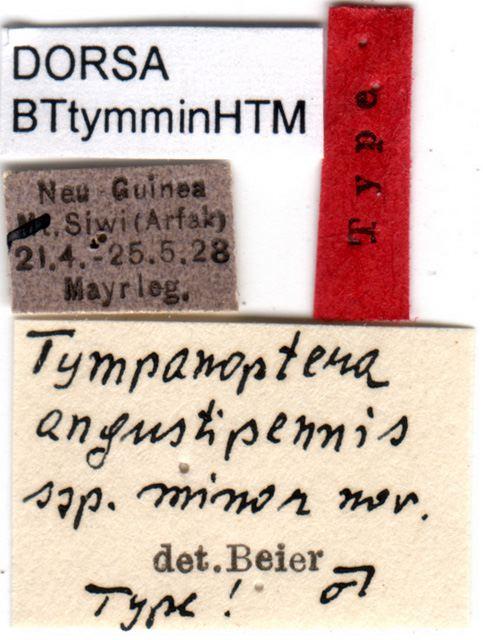 DORSA
BTtymminHTM
Type
Neu-Guinea
Mt.Siwi(Arfak)
21.4.-25.5.28
Mayr leg.
Tympanoptera
angustipennis
ssp. minor nov.
det.Beier
Type! ♂